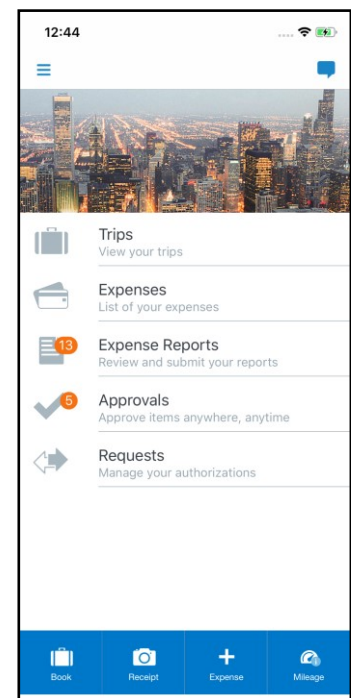 12:44
Trips
View your trips
Expenses
List of your expenses
13
Expense Reports
Review and submit your reports
5
Approvals
Approve items anywhere, anytime
Requests
Manage your authorizations
Book
Receipt
Expense
Mileage